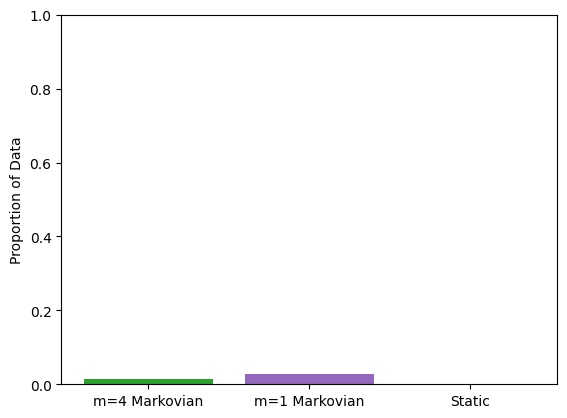 1.0
0.8
0.6
0.4
0.2
0.0
Proportion of Data
m=4 Markovian
m=1 Markovian
Static